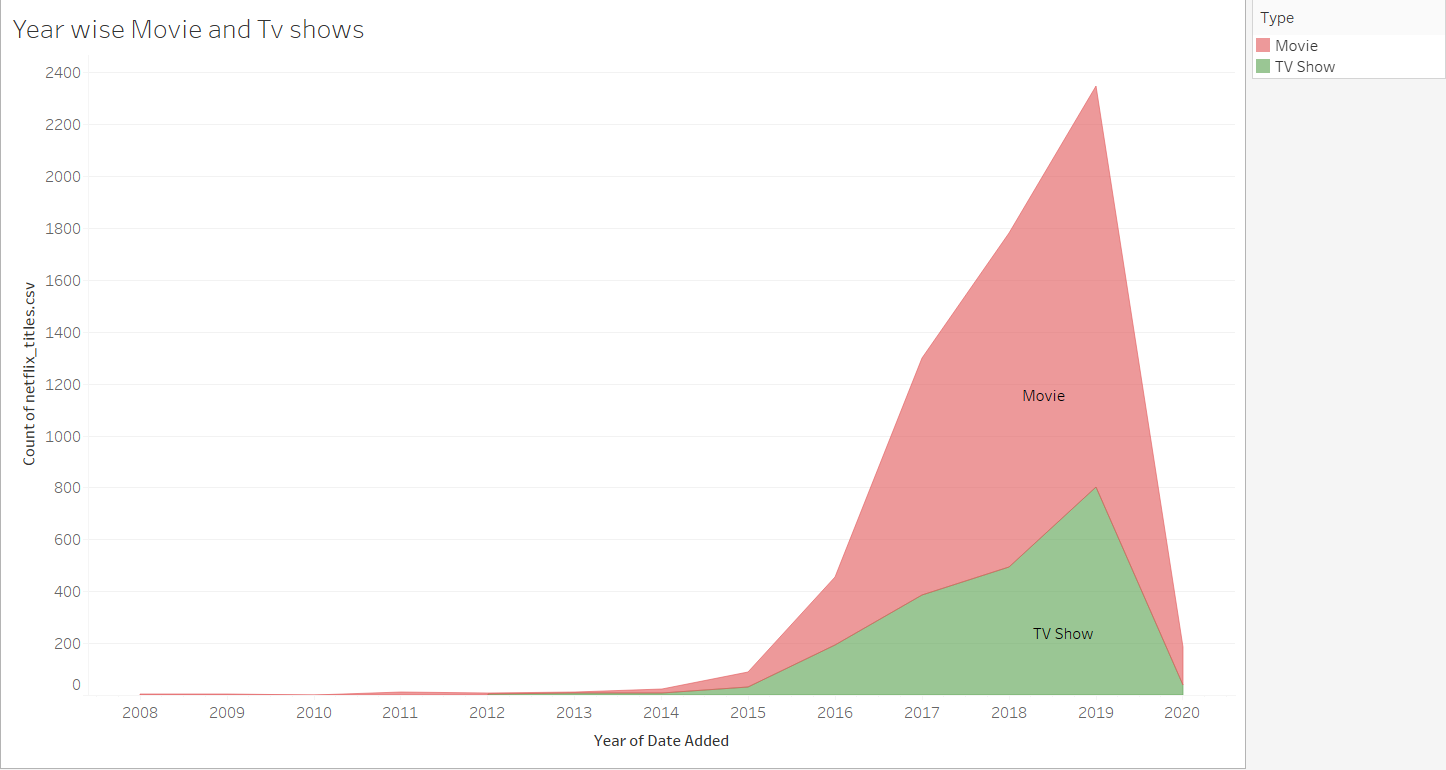 Year wise Movie and Tv shows
Type
Movie
TV Show
2400
2200
2000
1800
1600
1400
1200
1000
800
600
400
200
0
Count of netflix_titles.csv
Movie
TV Show
2008 2009 2010 2011 2012 2013 2014 2015 2016 2017 2018 2019 2020
Year of Date Added